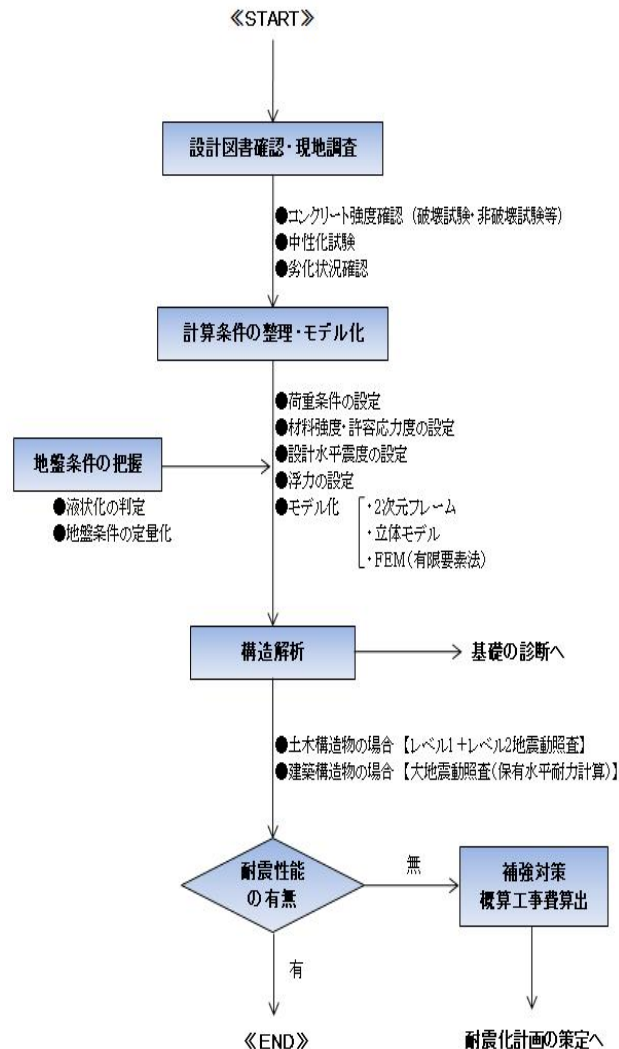 ≪START≫
設計図書確認・現地調査
●コンクリート強度確認（破壊試験・非破壊試験等）
●中性化試験
●劣化状況確認
計算条件の整理・モデル化
●荷重条件の設定
●材料強度・許容応力度の設定
●設計水平震度の設定
●浮力の設定
●モデル化
・2次元フレーム
・立体モデル
・FEM（有限要素法）
地盤条件の把握
●液状化の判定
●地盤条件の定量化
構造解析
基礎の診断へ
●土木構造物の場合【レベル1＋レベル2地震動照査】
●建築構造物の場合【大地震動照査（保有水平耐力計算）】
耐震性能
の有無
無
補強対策
概算工事費算出
有
≪END≫
耐震化計画の策定へ